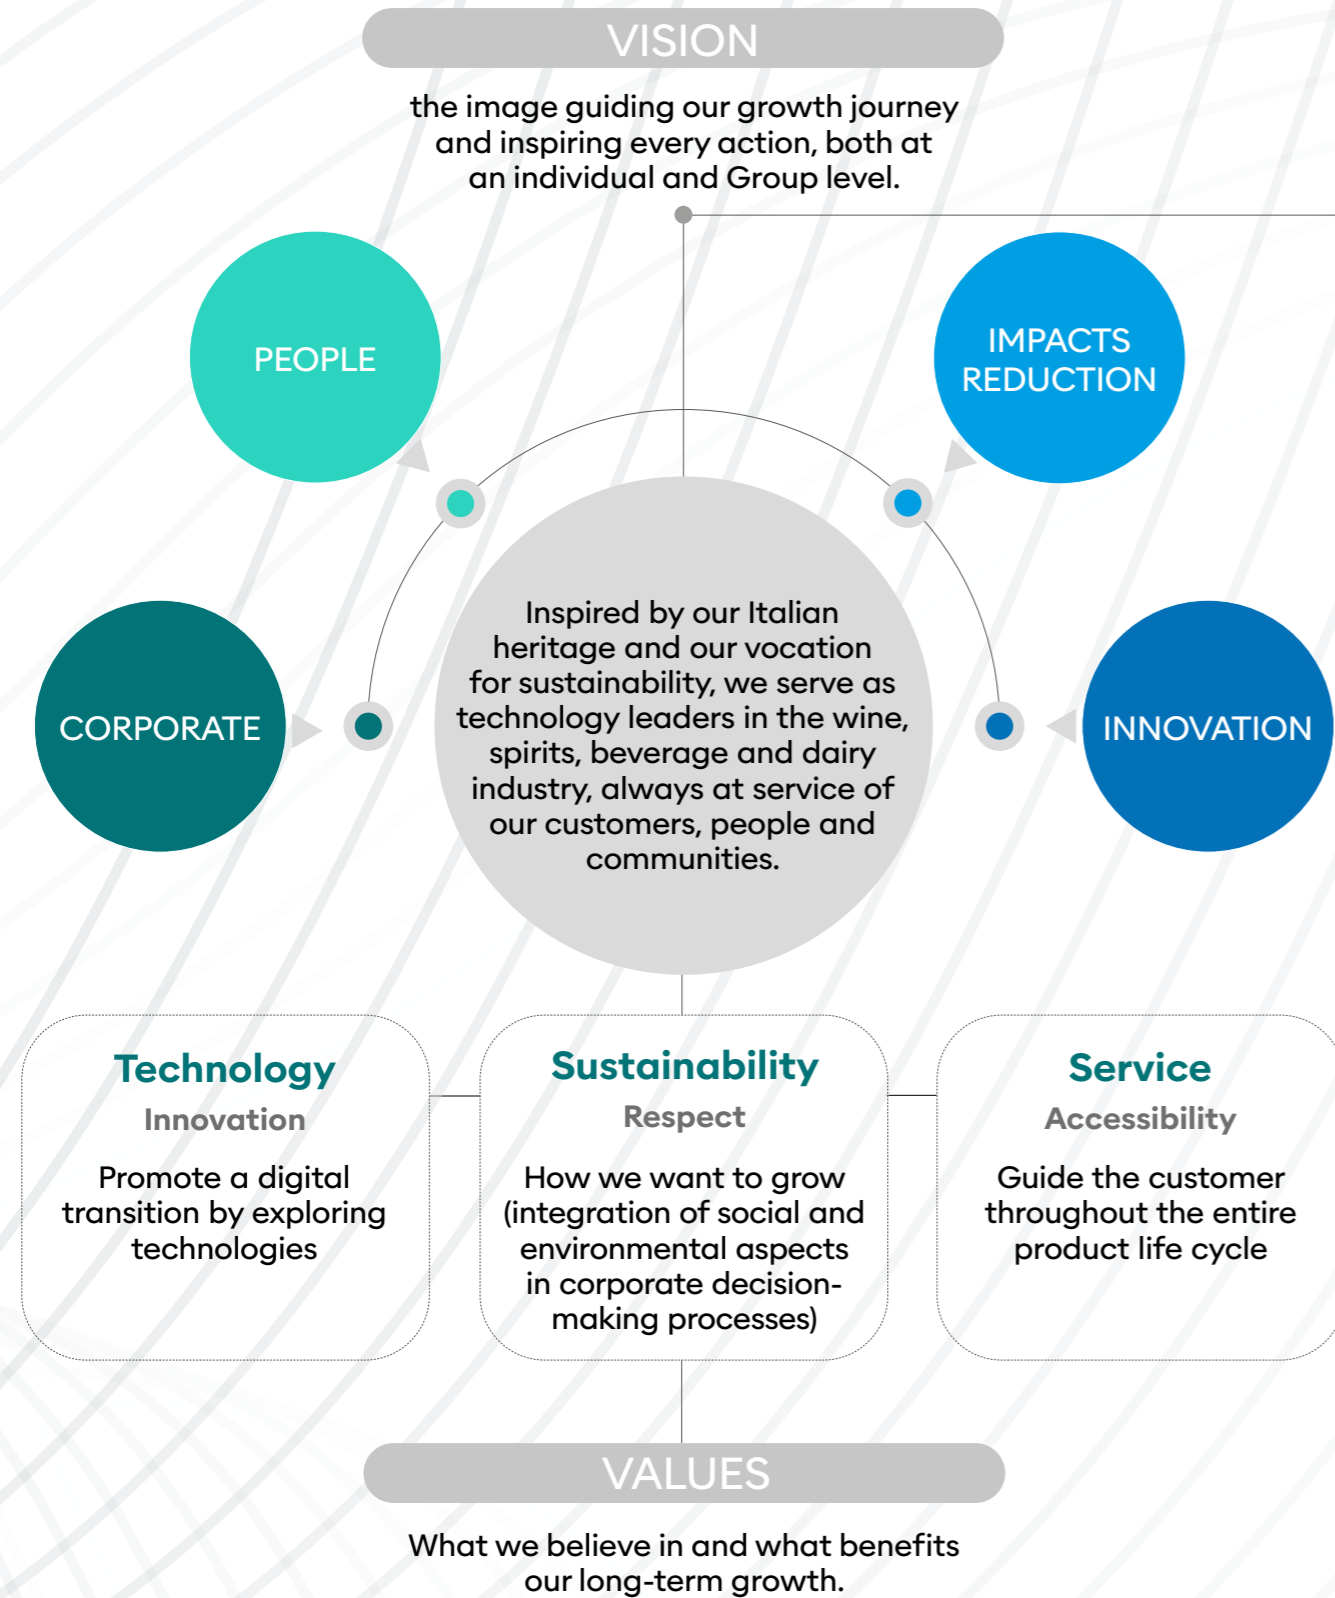 VISION
the image guiding our growth journey
and inspiring every action, both at
an individual and Group level.
PEOPLE
IMPACTS
REDUCTION
CORPORATE
Inspired by our Italian
heritage and our vocation
for sustainability, we serve as
technology leaders in the wine,
spirits, beverage and dairy
industry, always at service of
our customers, people and
communities.
INNOVATION
Technology
Innovation
Promote a digital
transition by exploring
technologies
Sustainability
Respect
How we want to grow
(integration of social and
environmental aspects
in corporate decision-
making processes)
Service
Accessibility
Guide the customer
throughout the entire
product life cycle
VALUES
What we believe in and what benefits
our long-term growth.